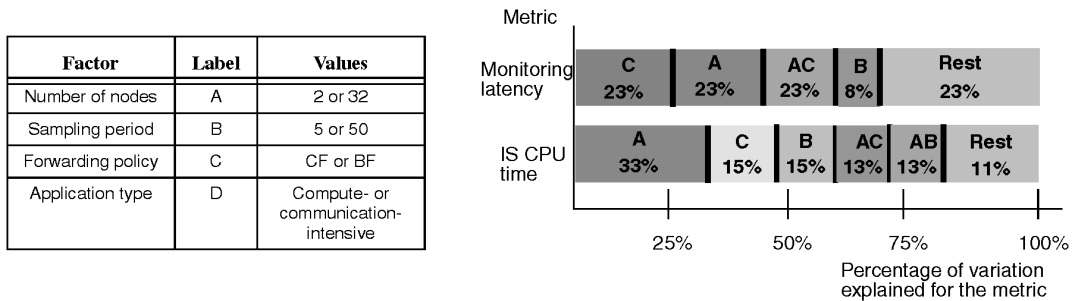 Factor Label Values
Number of nodes A 2 or 32
Sampling period B 5 or 50
Forwarding policy C CF or BF
Application type D Compute- or
communication-
intensive
Metric
Monitoring
latency
C A AC B Rest
23% 23% 23% 8% 23%
IS CPU
time
A C B AC AB Rest
33% 15% 15% 13% 13% 11%
25% 50% 75% 100%
Percentage of variation
explained for the metric